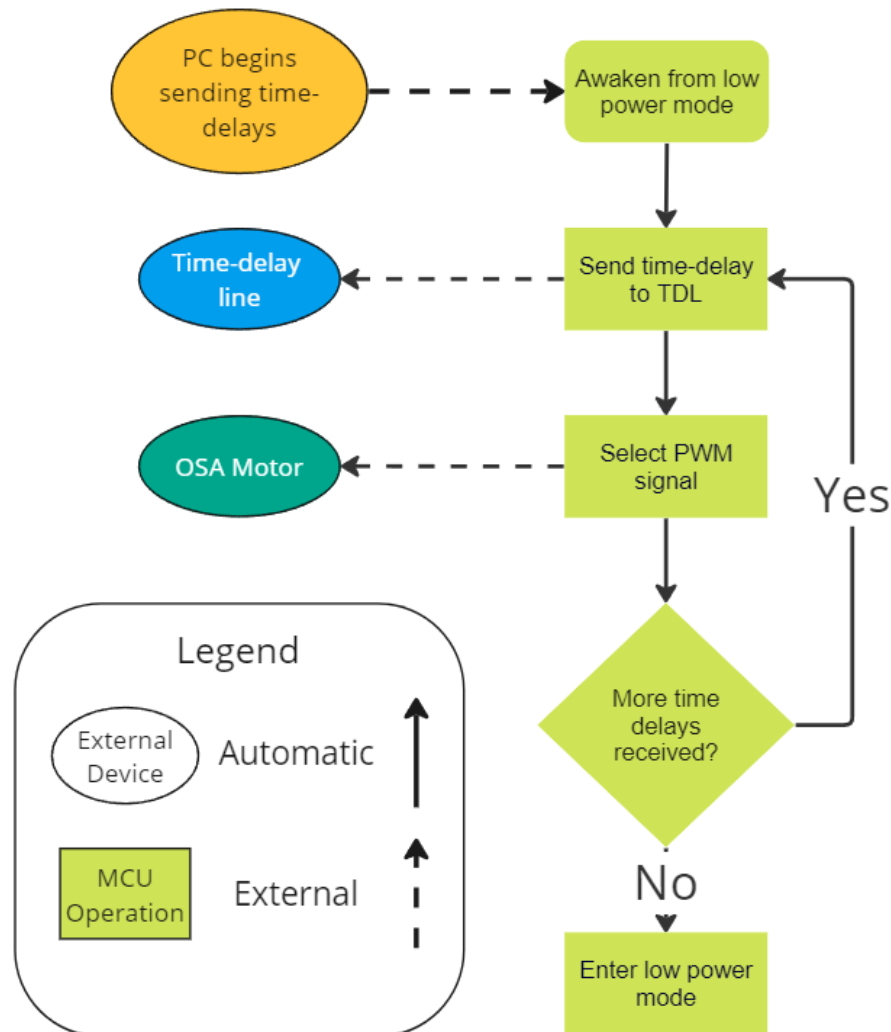 PC begins
sending time-
delays
Awaken from low
power mode
Time-delay
line
Send time-delay
to TDL
OSA Motor
Select PWM
signal
Yes
More time
delays
received?
No
Enter low power
mode
Legend
External
Device
Automatic
MCU
Operation
External